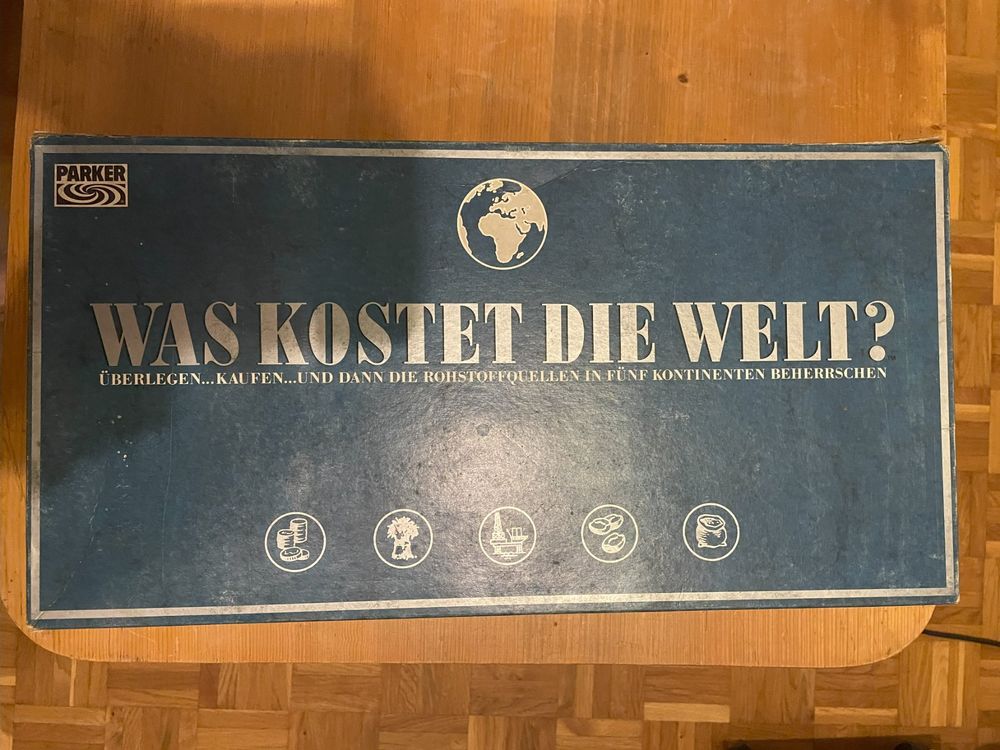 PARKER
WAS KOSTET DIE WELT?
ÜBERLEGEN...KAUFEN...UND DANN DIE ROHSTOFFQUELLEN IN FÜNF KONTINENTEN BEHERRSCHEN